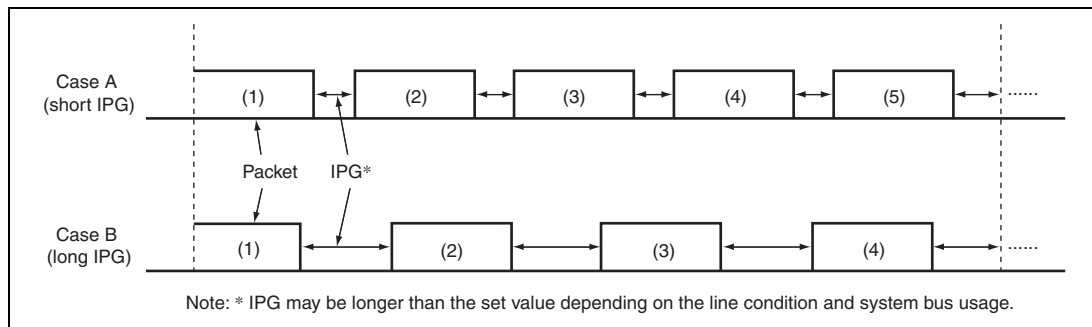 Case A
(short IPG)
(1)
(2)
(3)
(4)
(5)
......
Packet
IPG*
Case B
(long IPG)
(1)
(2)
(3)
(4)
......
Note: * IPG may be longer than the set value depending on the line condition and system bus usage.